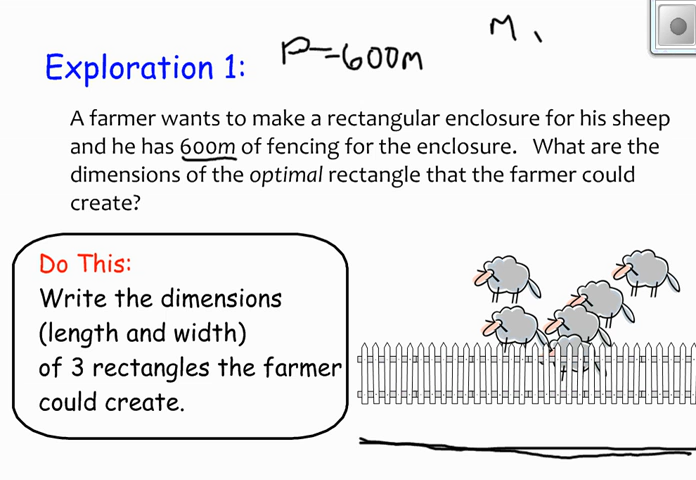 Exploration 1:
P=600m
M
A farmer wants to make a rectangular enclosure for his sheep
and he has 600m of fencing for the enclosure. What are the
dimensions of the optimal rectangle that the farmer could
create?
Do This:
Write the dimensions
(length and width)
of 3 rectangles the farmer
could create.